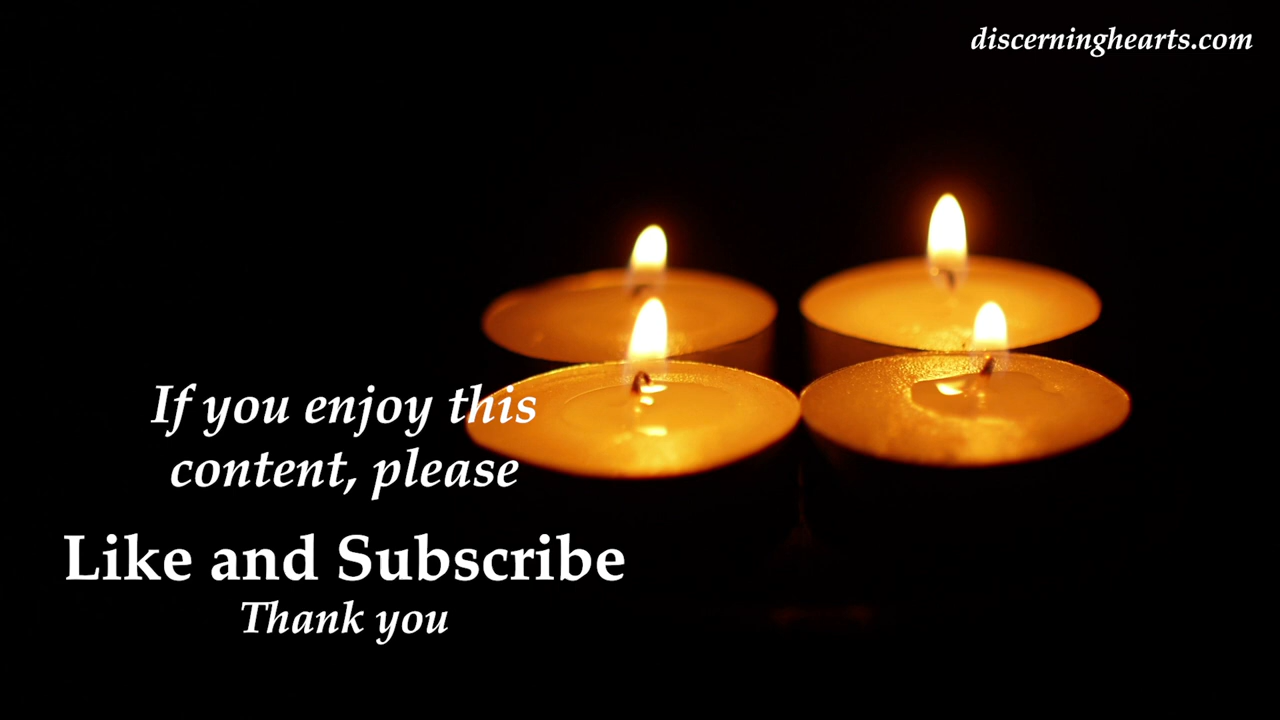 discerninghearts.com
If you enjoy this
content, please
Like and Subscribe
Thank you